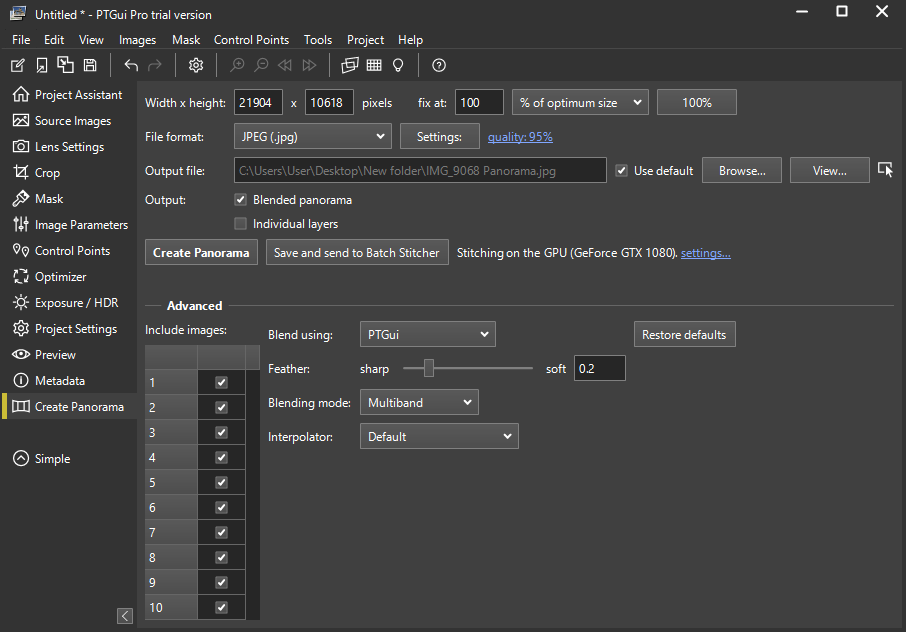 Untitled * - PTGui Pro trial version
File Edit View Images Mask Control Points Tools Project Help
Project Assistant
Source Images
Lens Settings
Crop
Mask
Image Parameters
Control Points
Optimizer
Exposure / HDR
Project Settings
Preview
Metadata
Create Panorama
Simple
Width x height: 21904 x 10618 pixels fix at: 100 % of optimum size 100%
File format: JPEG (.jpg) Settings: quality: 95%
Output file: C:\Users\User\Desktop\New folder\IMG_9068 Panorama.jpg Use default Browse... View...
Output: Blended panorama
Individual layers
Create Panorama Save and send to Batch Stitcher Stitching on the GPU (GeForce GTX 1080). settings...
Advanced
Include images:
1
2
3
4
5
6
7
8
9
10
Blend using: PTGui Restore defaults
Feather: sharp soft 0.2
Blending mode: Multiband
Interpolator: Default